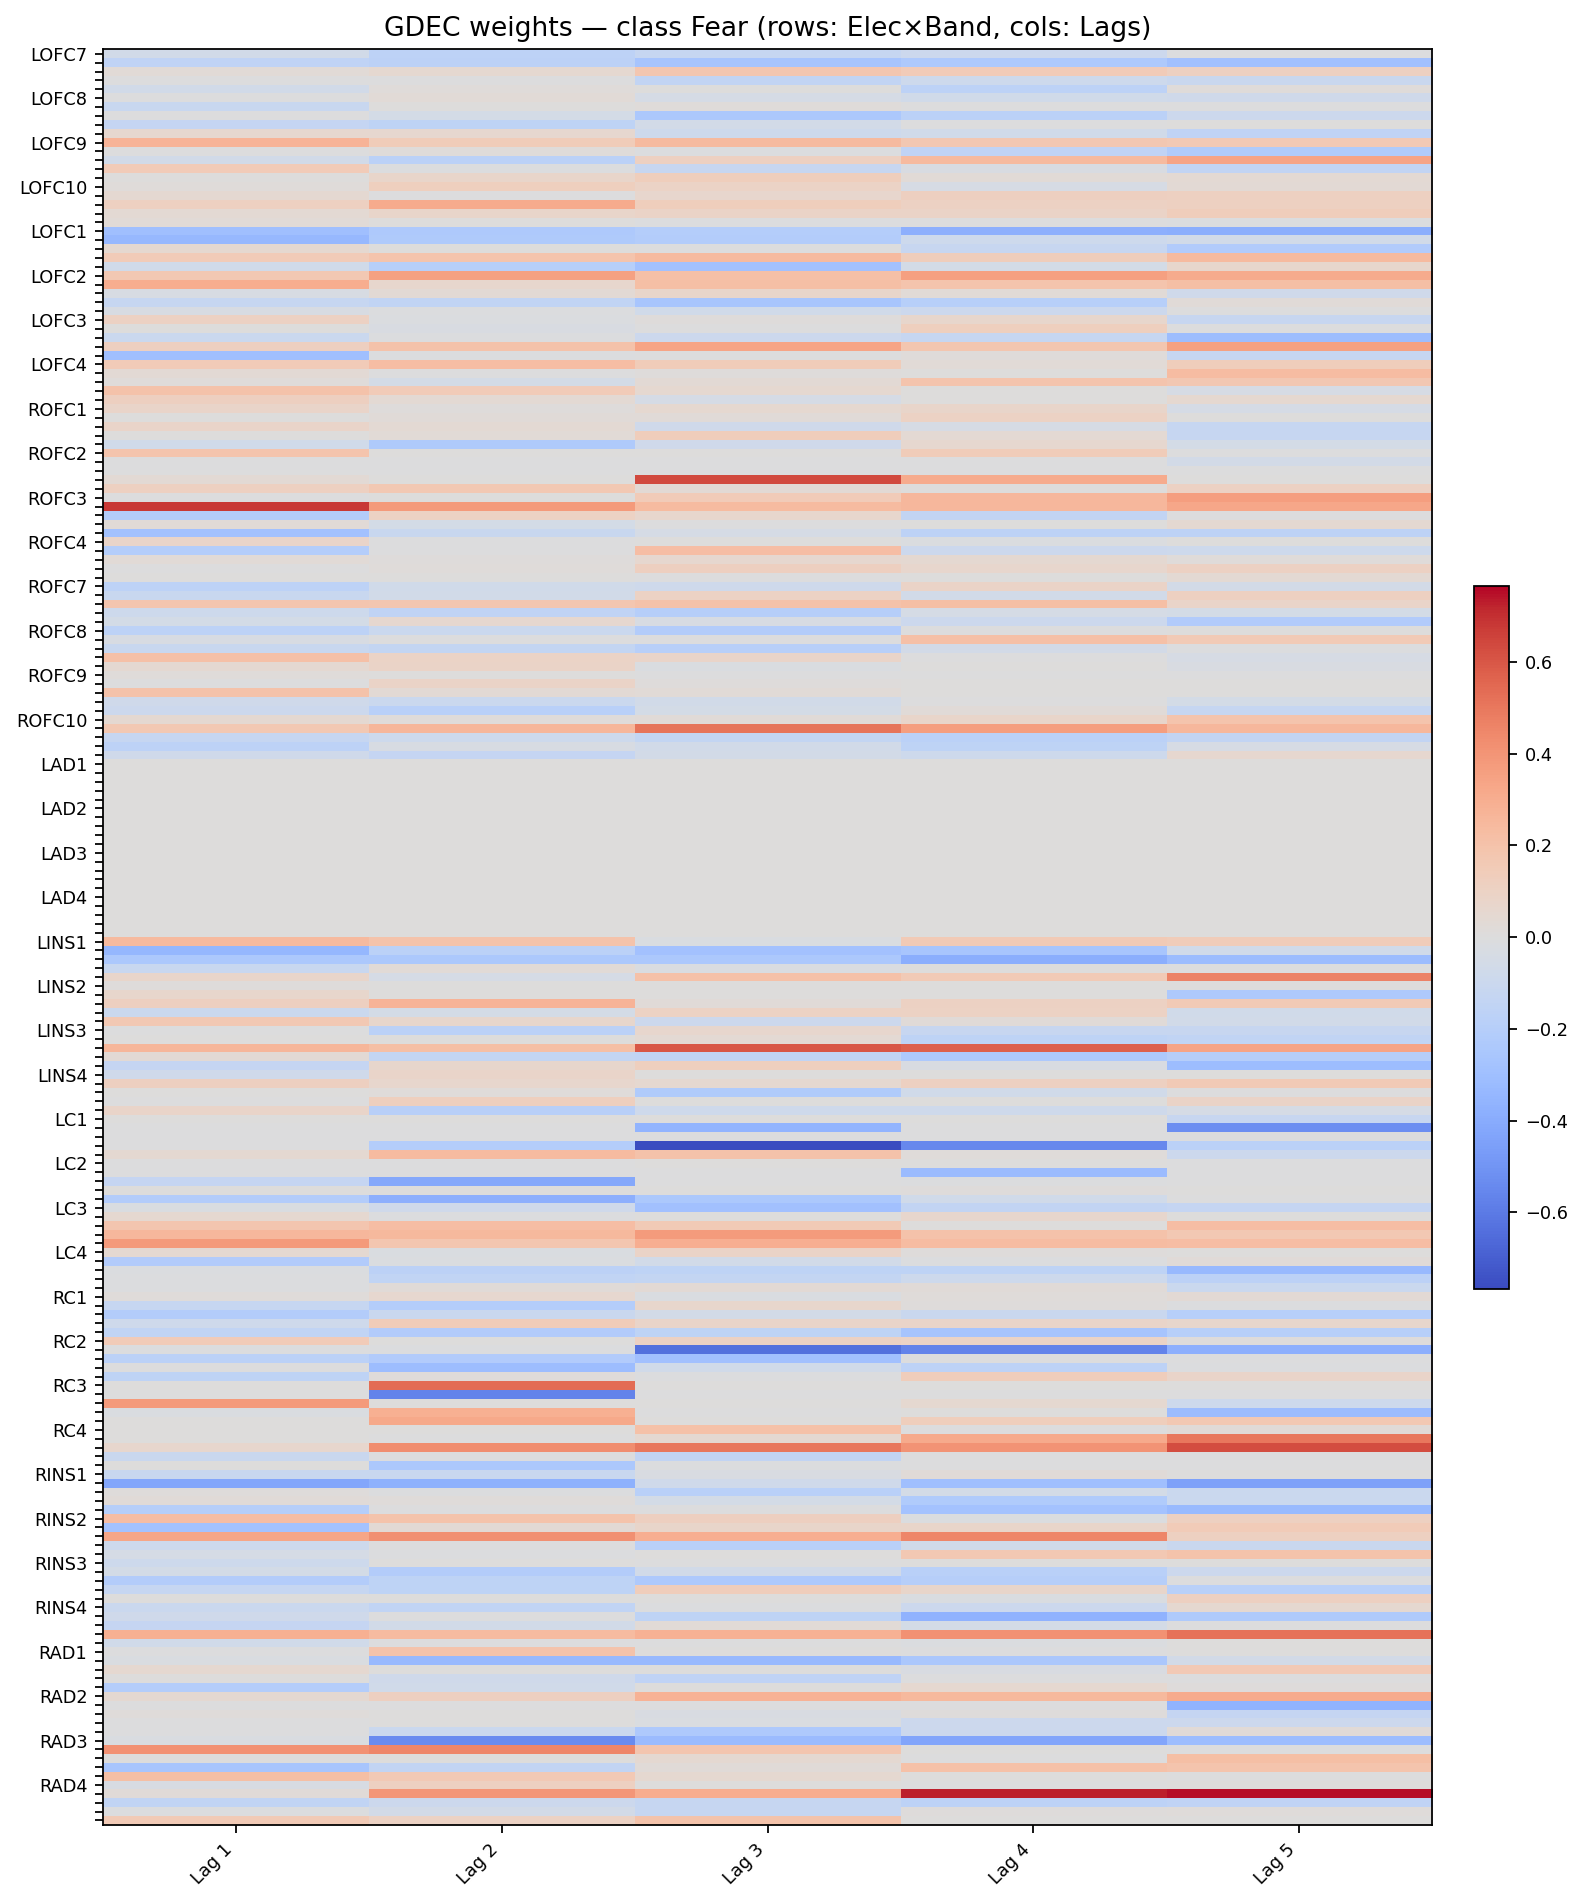 GDEC weights — class Fear (rows: Elec×Band, cols: Lags)
LOFC7
LOFC8
LOFC9
LOFC10
LOFC1
LOFC2
LOFC3
LOFC4
ROFC1
ROFC2
ROFC3
ROFC4
ROFC7
ROFC8
ROFC9
ROFC10
LAD1
LAD2
LAD3
LAD4
LINS1
LINS2
LINS3
LINS4
LC1
LC2
LC3
LC4
RC1
RC2
RC3
RC4
RINS1
RINS2
RINS3
RINS4
RAD1
RAD2
RAD3
RAD4
Lag 1
Lag 2
Lag 3
Lag 4
Lag 5
0.6
0.4
0.2
0.0
−0.2
−0.4
−0.6